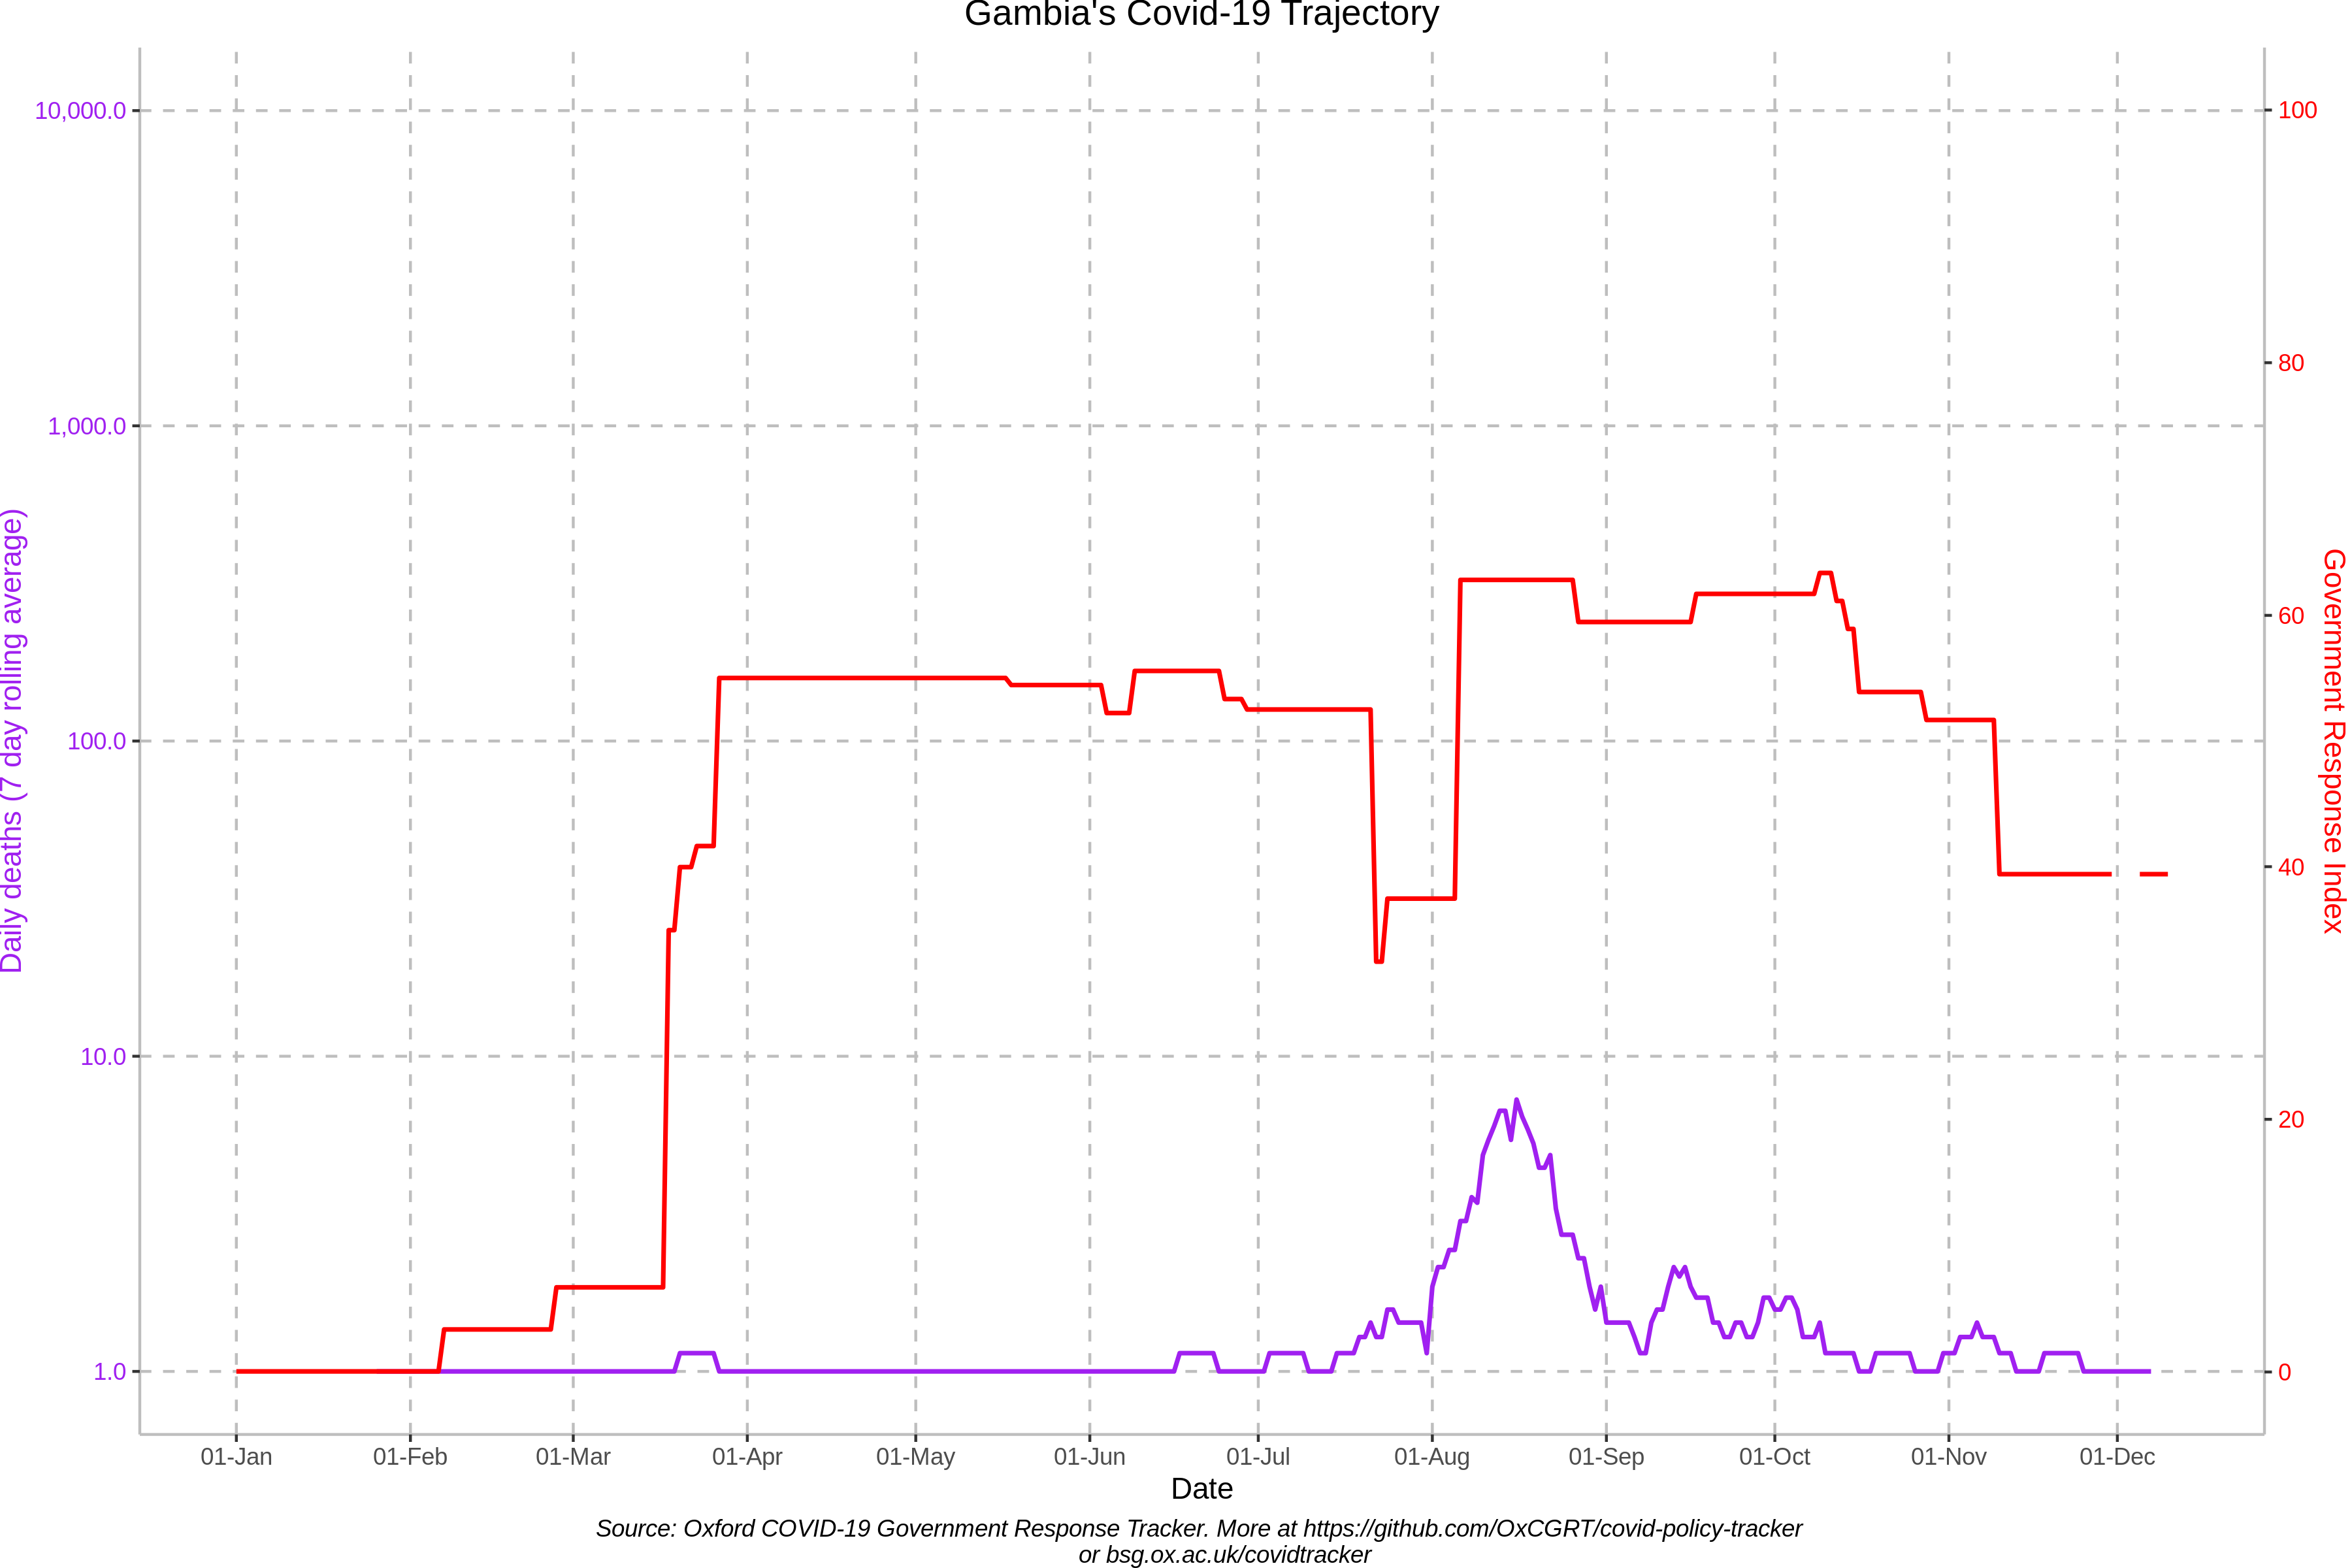 Gambia's Covid-19 Trajectory
Daily deaths (7 day rolling average)
10,000.0
1,000.0
100.0
10.0
1.0
100
80
60
40
20
0
Government Response Index
01-Jan
01-Feb
01-Mar
01-Apr
01-May
01-Jun
01-Jul
01-Aug
01-Sep
01-Oct
01-Nov
01-Dec
Date
Source: Oxford COVID-19 Government Response Tracker. More at https://github.com/OxCGRT/covid-policy-tracker
or bsg.ox.ac.uk/covidtracker